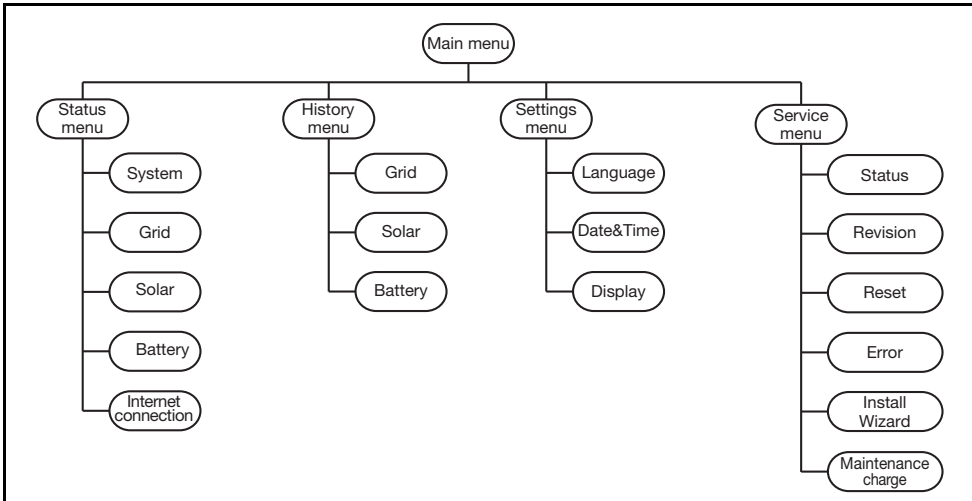 Main menu
Status
menu
System
Grid
Solar
Battery
Internet
connection
History
menu
Grid
Solar
Battery
Settings
menu
Language
Date&Time
Display
Service
menu
Status
Revision
Reset
Error
Install
Wizard
Maintenance
charge